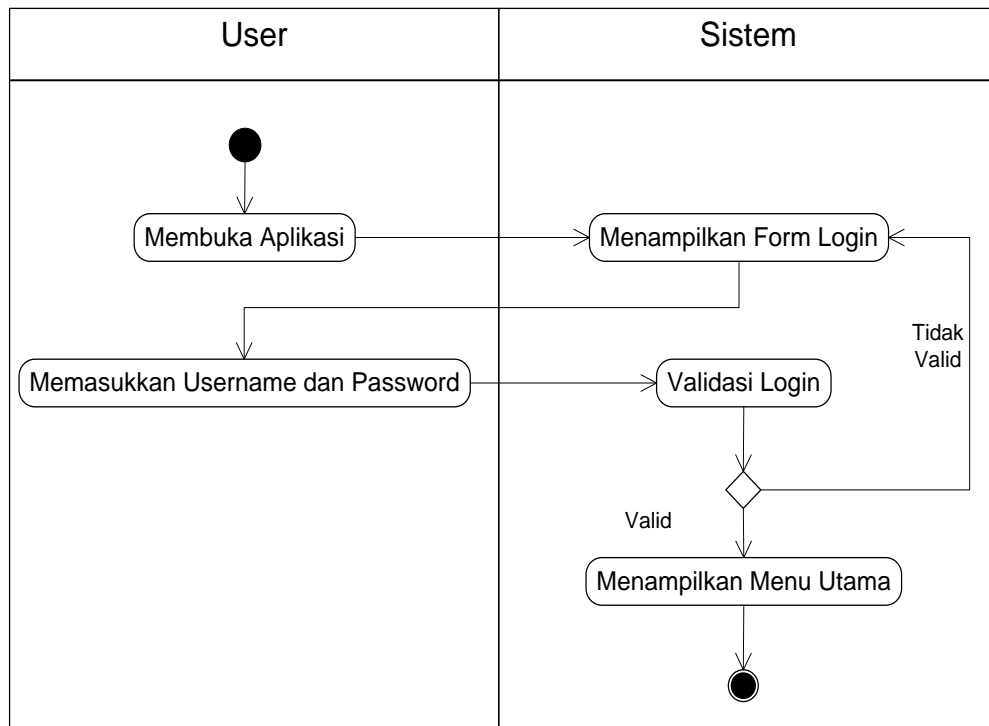 User
Sistem
Membuka Aplikasi
Menampilkan Form Login
Tidak
Valid
Memasukkan Username dan Password
Validasi Login
Valid
Menampilkan Menu Utama